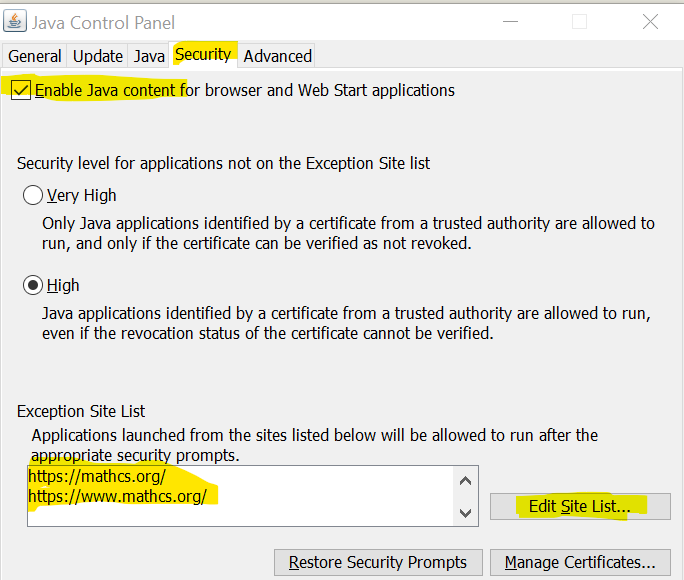 Java Control Panel
General Update Java Security Advanced
Enable Java content for browser and Web Start applications
Security level for applications not on the Exception Site list
Very High
Only Java applications identified by a certificate from a trusted authority are allowed to
run, and only if the certificate can be verified as not revoked.
High
Java applications identified by a certificate from a trusted authority are allowed to run,
even if the revocation status of the certificate cannot be verified.
Exception Site List
Applications launched from the sites listed below will be allowed to run after the
appropriate security prompts.
https://mathcs.org/
https://www.mathcs.org/
Edit Site List...
Restore Security Prompts Manage Certificates...